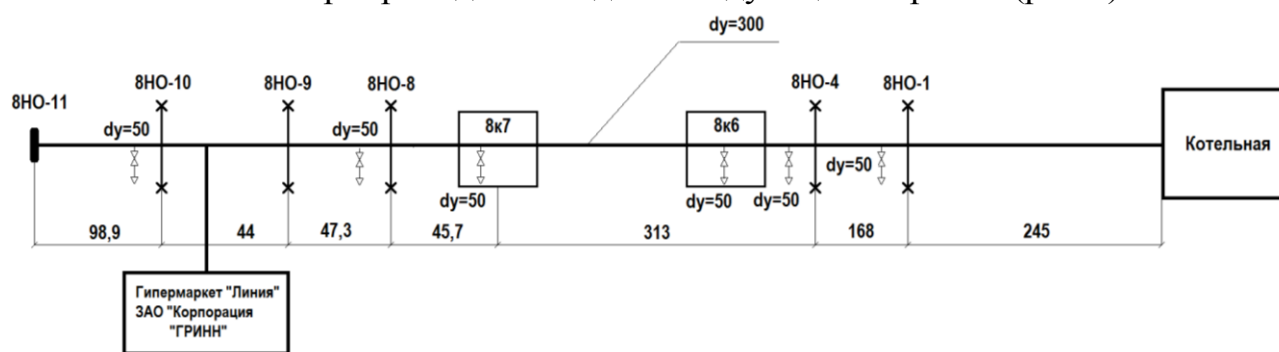 dy=300
8НО-10
8НО-9
8НО-8
8НО-4
8НО-1
8НО-11
dy=50
dy=50
8к7
8к6
dy=50
Котельная
dy=50
dy=50
dy=50
98,9
44
47,3
45,7
313
168
245
Гипермаркет "Линия"
ЗАО "Корпорация
"ГРИНН"